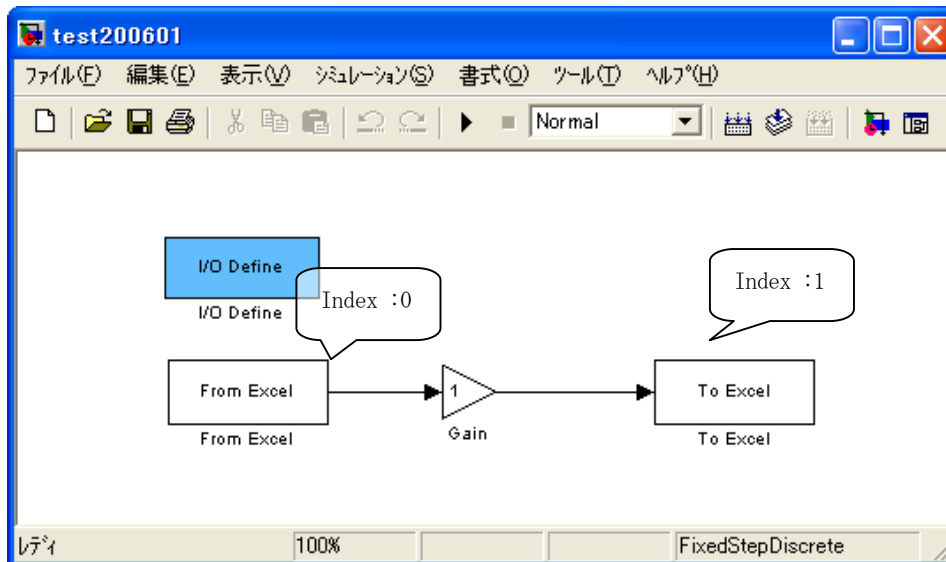 test200601
ファイル(F) 編集(E) 表示(V) シミュレーション(S) 書式(O) ツール(T) ヘルプ(H)
Normal
I/O Define
I/O Define
Index :0
Index :1
From Excel
From Excel
1
Gain
To Excel
To Excel
レディ 100% FixedStepDiscrete